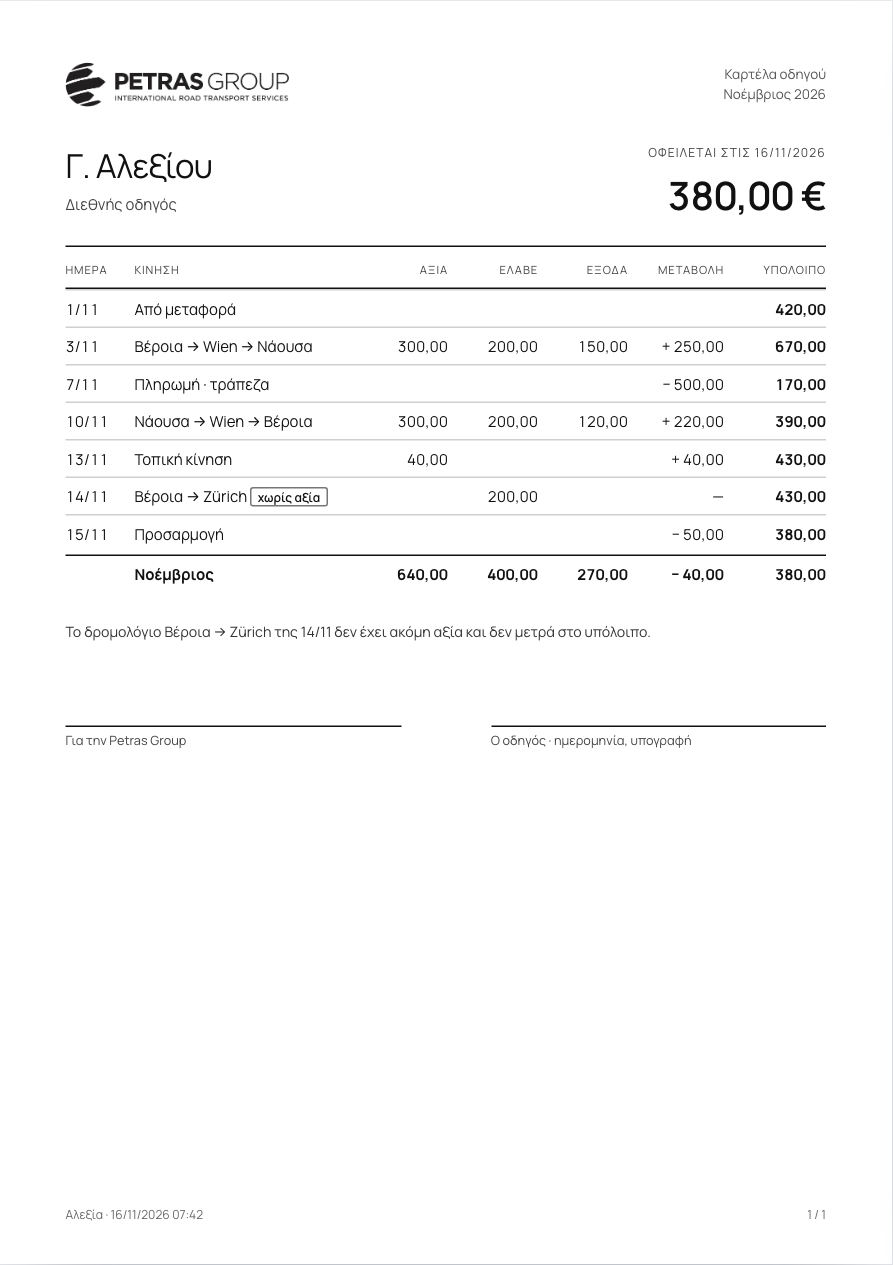 PETRAS GROUP
INTERNATIONAL ROAD TRANSPORT SERVICES
Καρτέλα οδηγού
Νοέμβριος 2026
Γ. Αλεξίου
Διεθνής οδηγός
ΟΦΕΙΛΕΤΑΙ ΣΤΙΣ 16/11/2026
380,00 €
ΗΜΕΡΑ ΚΙΝΗΣΗ ΑΞΙΑ ΕΛΑΒΕ ΕΞΟΔΑ ΜΕΤΑΒΟΛΗ ΥΠΟΛΟΙΠΟ
1/11 Από μεταφορά 420,00
3/11 Βέροια → Wien → Νάουσα 300,00 200,00 150,00 + 250,00 670,00
7/11 Πληρωμή · τράπεζα − 500,00 170,00
10/11 Νάουσα → Wien → Βέροια 300,00 200,00 120,00 + 220,00 390,00
13/11 Τοπική κίνηση 40,00 + 40,00 430,00
14/11 Βέροια → Zürich χωρίς αξία 200,00 — 430,00
15/11 Προσαρμογή − 50,00 380,00
Νοέμβριος 640,00 400,00 270,00 − 40,00 380,00
Το δρομολόγιο Βέροια → Zürich της 14/11 δεν έχει ακόμη αξία και δεν μετρά στο υπόλοιπο.
Για την Petras Group
Ο οδηγός · ημερομηνία, υπογραφή
Αλεξία · 16/11/2026 07:42
1 / 1